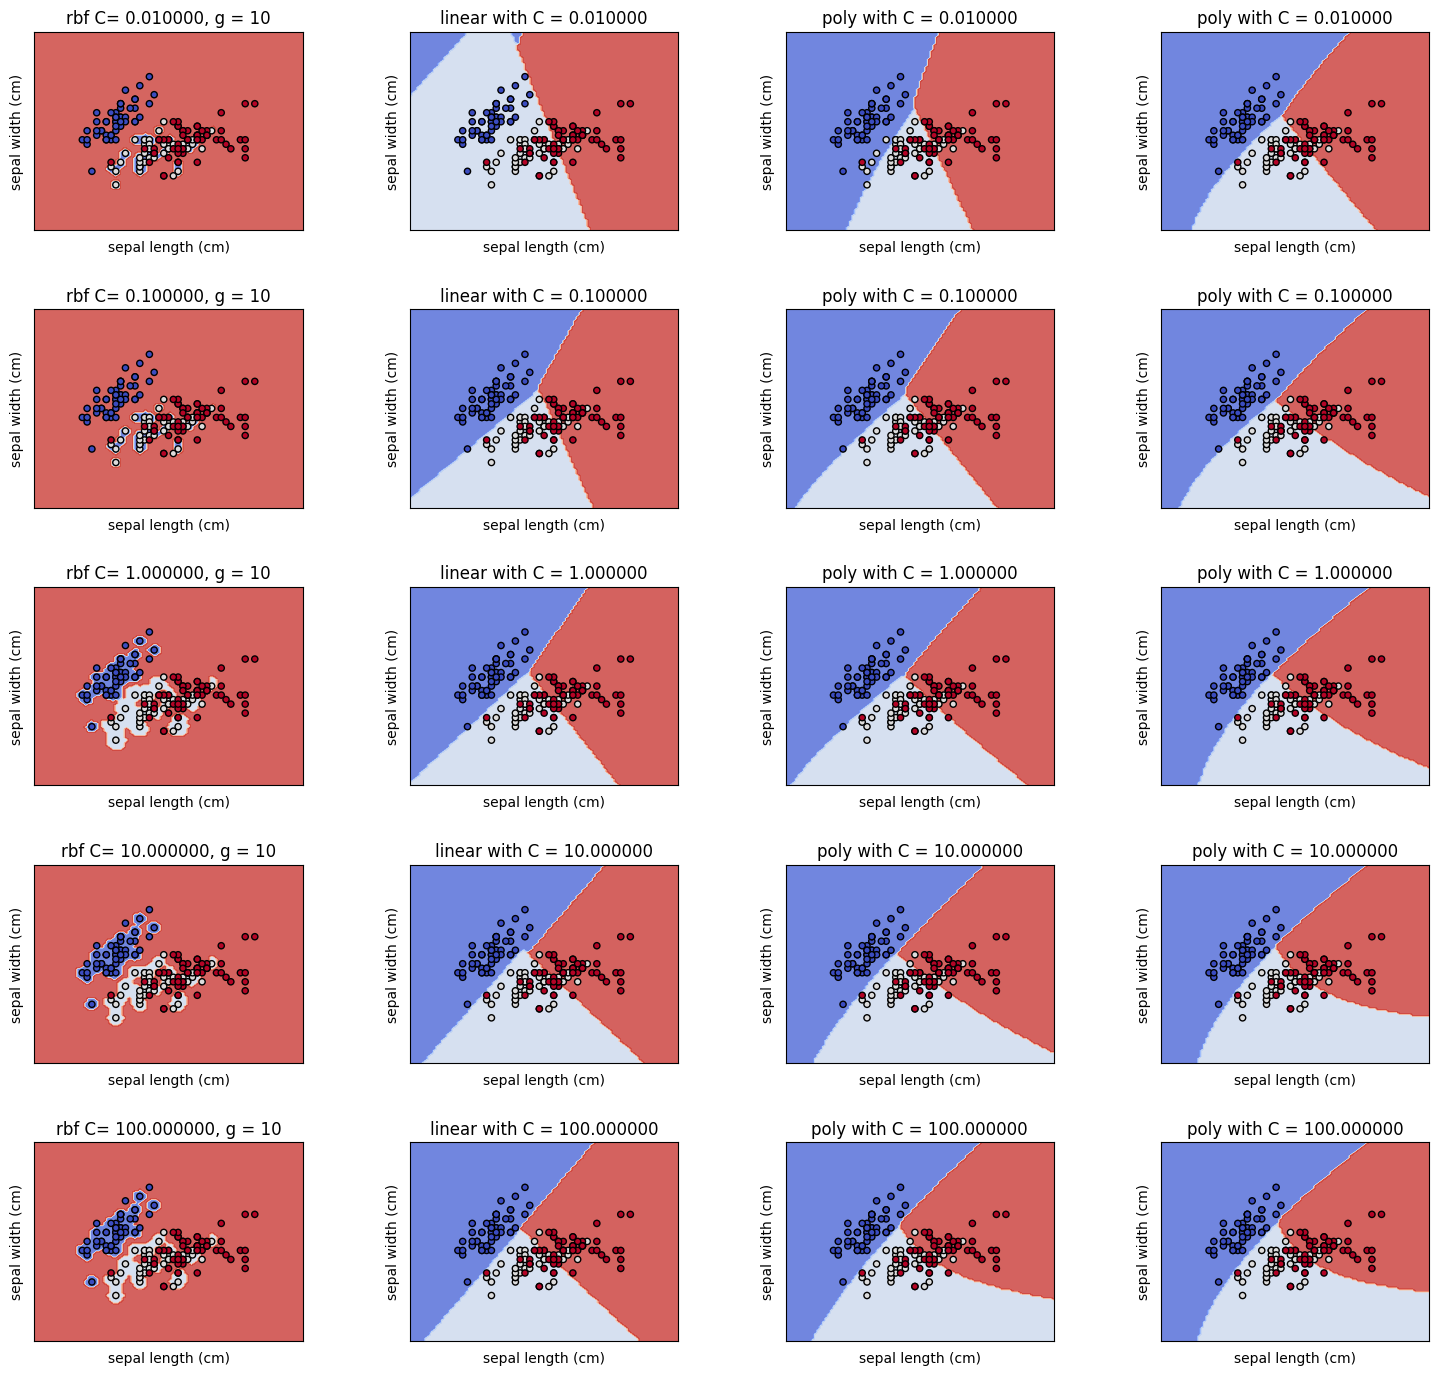 rbf C= 0.010000, g = 10
linear with C = 0.010000
poly with C = 0.010000
poly with C = 0.010000
sepal width (cm)
sepal width (cm)
sepal width (cm)
sepal width (cm)
sepal length (cm)
sepal length (cm)
sepal length (cm)
sepal length (cm)
rbf C= 0.100000, g = 10
linear with C = 0.100000
poly with C = 0.100000
poly with C = 0.100000
sepal width (cm)
sepal width (cm)
sepal width (cm)
sepal width (cm)
sepal length (cm)
sepal length (cm)
sepal length (cm)
sepal length (cm)
rbf C= 1.000000, g = 10
linear with C = 1.000000
poly with C = 1.000000
poly with C = 1.000000
sepal width (cm)
sepal width (cm)
sepal width (cm)
sepal width (cm)
sepal length (cm)
sepal length (cm)
sepal length (cm)
sepal length (cm)
rbf C= 10.000000, g = 10
linear with C = 10.000000
poly with C = 10.000000
poly with C = 10.000000
sepal width (cm)
sepal width (cm)
sepal width (cm)
sepal width (cm)
sepal length (cm)
sepal length (cm)
sepal length (cm)
sepal length (cm)
rbf C= 100.000000, g = 10
linear with C = 100.000000
poly with C = 100.000000
poly with C = 100.000000
sepal width (cm)
sepal width (cm)
sepal width (cm)
sepal width (cm)
sepal length (cm)
sepal length (cm)
sepal length (cm)
sepal length (cm)